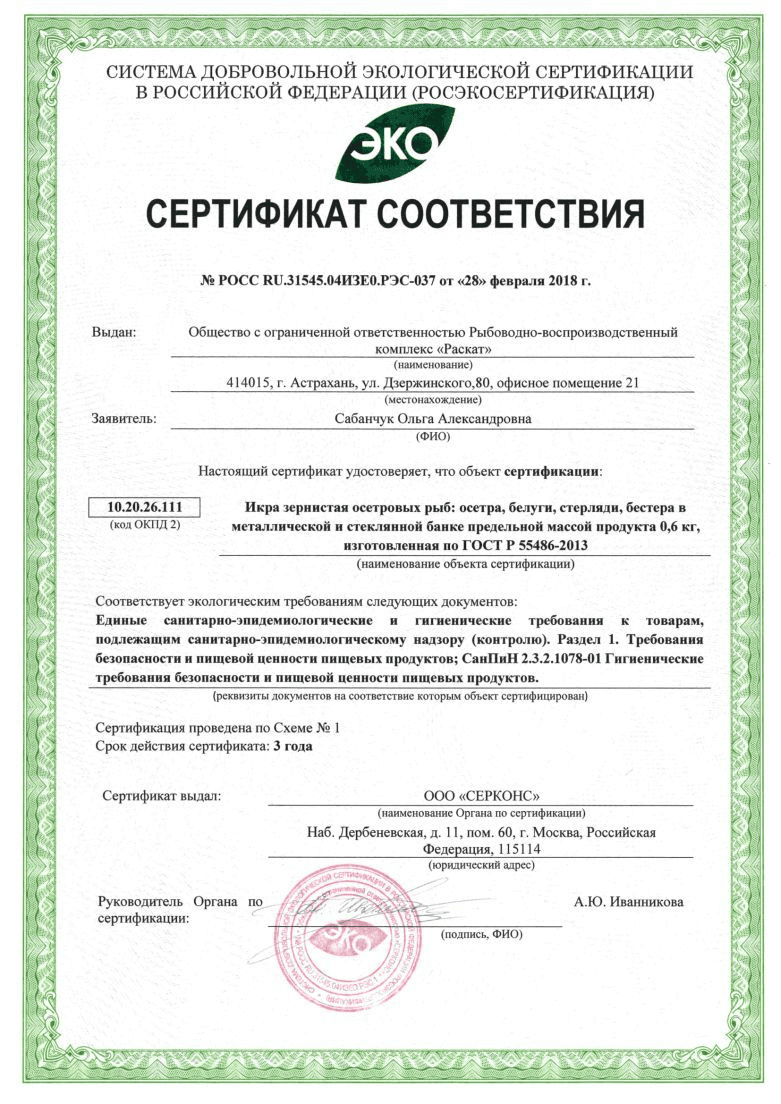 СИСТЕМА ДОБРОВОЛЬНОЙ ЭКОЛОГИЧЕСКОЙ СЕРТИФИКАЦИИ
В РОССИЙСКОЙ ФЕДЕРАЦИИ (РОСЭКОСЕРТИФИКАЦИЯ)
ЭКО
СЕРТИФИКАТ СООТВЕТСТВИЯ
№ РОСС RU.31545.04ИЗЕ0.РЭС-037 от «28» февраля 2018 г.
Выдан: Общество с ограниченной ответственностью Рыбоводно-воспроизводственный
комплекс «Раскат»
(наименование)
414015, г. Астрахань, ул. Дзержинского,80, офисное помещение 21
(местонахождение)
Заявитель: Сабанчук Ольга Александровна
(ФИО)
Настоящий сертификат удостоверяет, что объект сертификации:
10.20.26.111 Икра зернистая осетровых рыб: осетра, белуги, стерляди, бестера в
(код ОКПД 2) металлической и стеклянной банке предельной массой продукта 0,6 кг,
изготовленная по ГОСТ Р 55486-2013
(наименование объекта сертификации)
Соответствует экологическим требованиям следующих документов:
Единые санитарно-эпидемиологические и гигиенические требования к товарам,
подлежащим санитарно-эпидемиологическому надзору (контролю). Раздел 1. Требования
безопасности и пищевой ценности пищевых продуктов; СанПиН 2.3.2.1078-01 Гигиенические
требования безопасности и пищевой ценности пищевых продуктов.
(реквизиты документов на соответствие которым объект сертифицирован)
Сертификация проведена по Схеме № 1
Срок действия сертификата: 3 года
Сертификат выдал: ООО «СЕРКОНС»
(наименование Органа по сертификации)
Наб. Дербеневская, д. 11, пом. 60, г. Москва, Российская
Федерация, 115114
(юридический адрес)
Руководитель Органа по А.Ю. Иванникова
сертификации:
(подпись, ФИО)
ЭКО